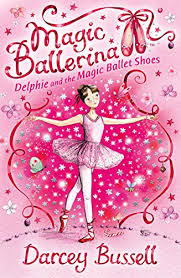 Magic
Ballerina
Delphie and the Magic Ballet Shoes
Darcey Bussell